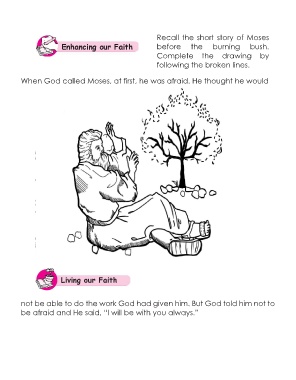 Enhancing our Faith
Recall the short story of Moses
before the burning bush.
Complete the drawing by
following the broken lines.
When God called Moses, at first, he was afraid. He thought he would
Living our Faith
not be able to do the work God had given him. But God told him not to
be afraid and He said, “I will be with you always.”